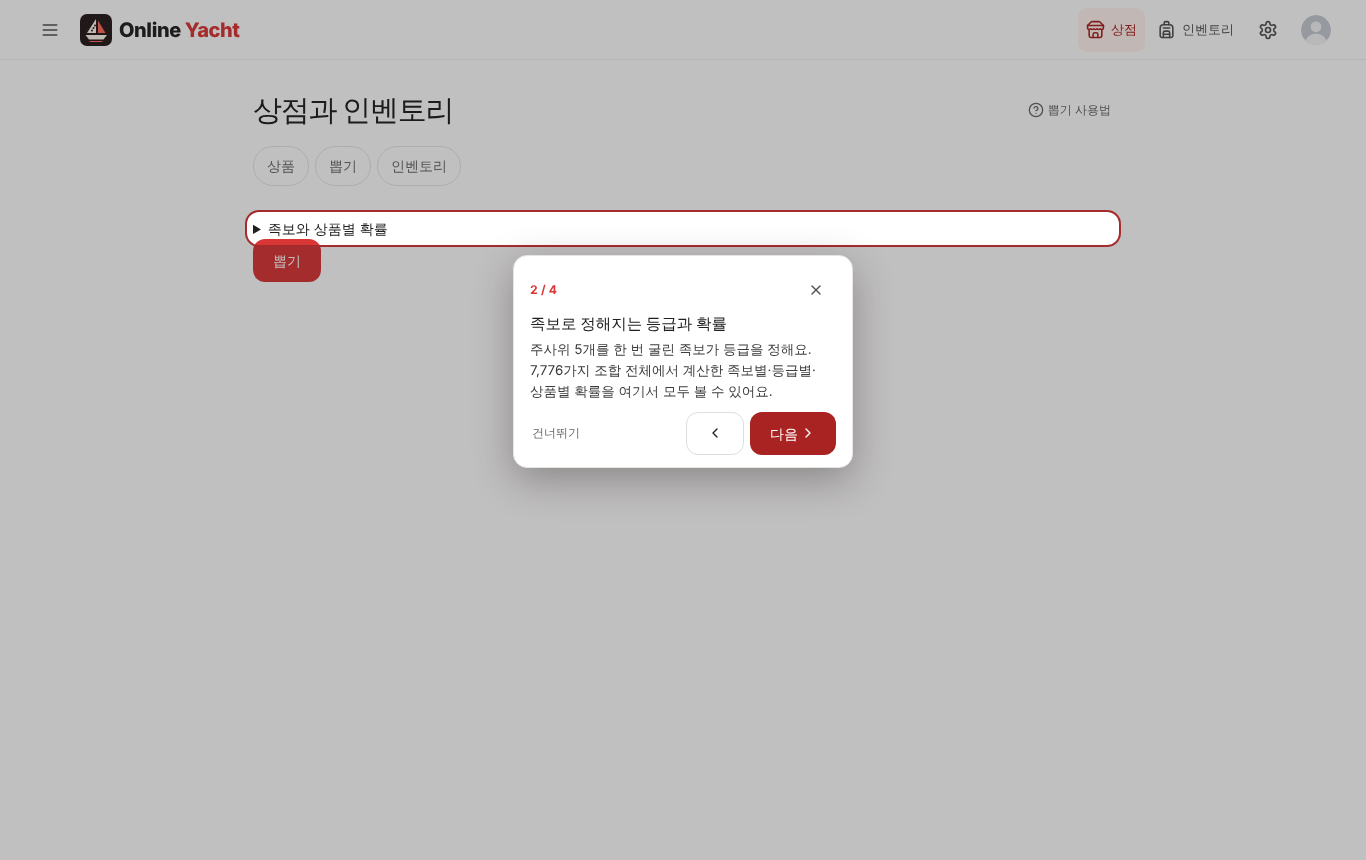 Online Yacht
상점
인벤토리
상점과 인벤토리
뽑기 사용법
상품
뽑기
인벤토리
족보와 상품별 확률
뽑기
2 / 4
족보로 정해지는 등급과 확률
주사위 5개를 한 번 굴린 족보가 등급을 정해요.
7,776가지 조합 전체에서 계산한 족보별·등급별·
상품별 확률을 여기서 모두 볼 수 있어요.
건너뛰기
다음